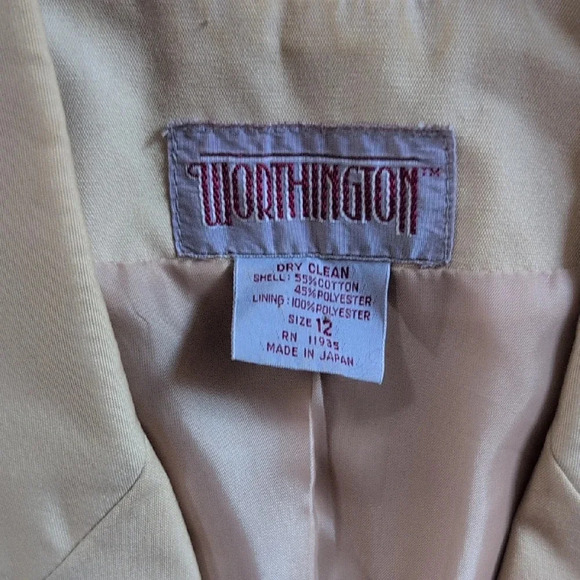 WORTHINGTON™
DRY CLEAN
SHELL: 55%COTTON
45%POLYESTER
LINING: 100%POLYESTER
SIZE 12
RN 11935
MADE IN JAPAN